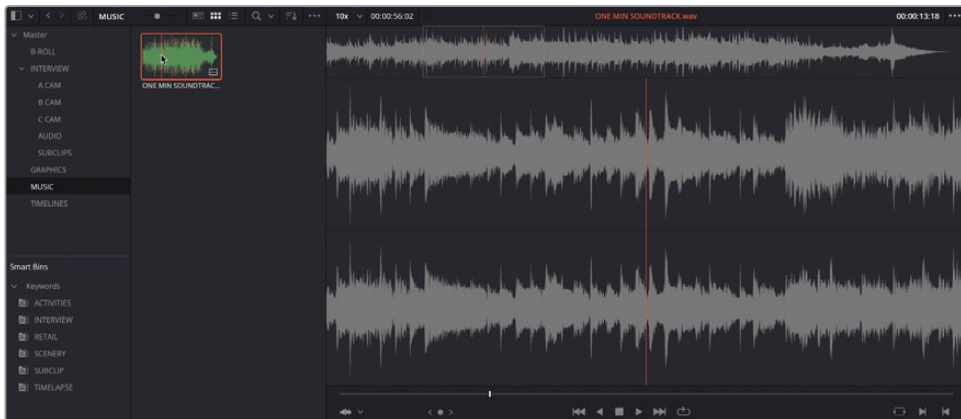 MUSIC
10x 00:00:56:02
ONE MIN SOUNDTRACK.wav
00:00:13:18
Master
B-ROLL
INTERVIEW
A CAM
B CAM
C CAM
AUDIO
SUBCLIPS
GRAPHICS
MUSIC
TIMELINES
ONE MIN SOUNDTRAC...
Smart Bins
Keywords
ACTIVITIES
INTERVIEW
RETAIL
SCENERY
SUBCLIP
TIMELAPSE